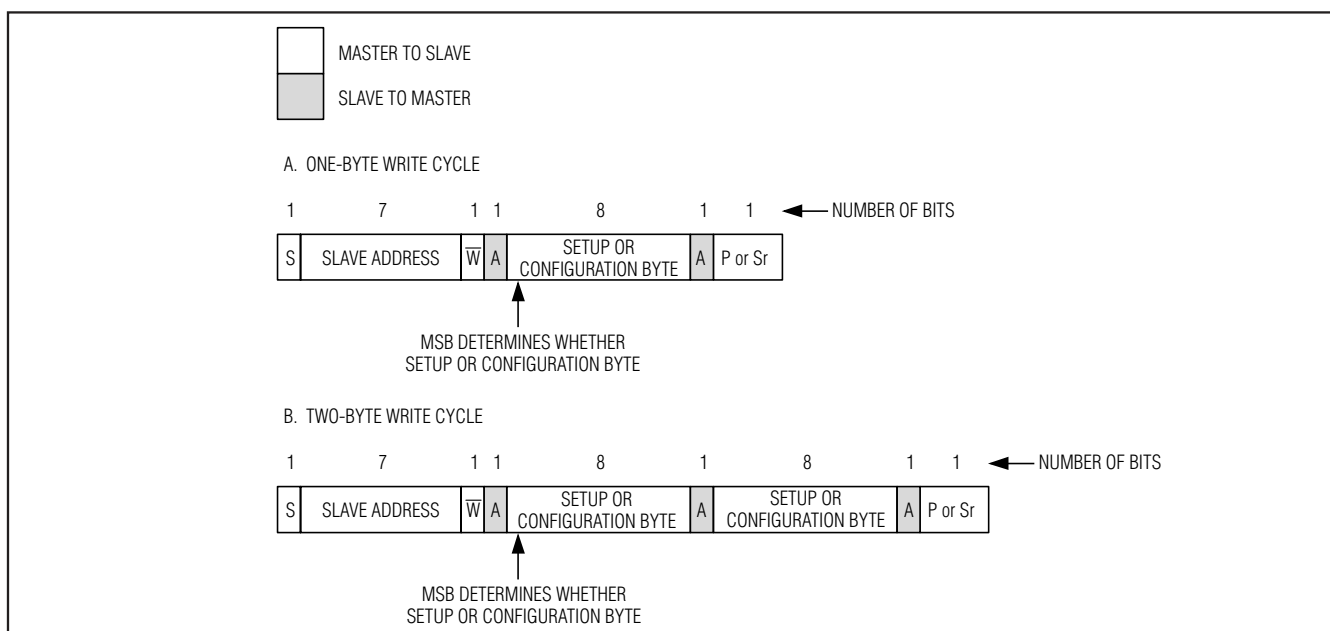 MASTER TO SLAVE
SLAVE TO MASTER
A. ONE-BYTE WRITE CYCLE
1 7 1 1 8 1 1 NUMBER OF BITS
S SLAVE ADDRESS W̅ A SETUP OR CONFIGURATION BYTE A P or Sr
MSB DETERMINES WHETHER
SETUP OR CONFIGURATION BYTE
B. TWO-BYTE WRITE CYCLE
1 7 1 1 8 1 8 1 1 NUMBER OF BITS
S SLAVE ADDRESS W̅ A SETUP OR CONFIGURATION BYTE A SETUP OR CONFIGURATION BYTE A P or Sr
MSB DETERMINES WHETHER
SETUP OR CONFIGURATION BYTE